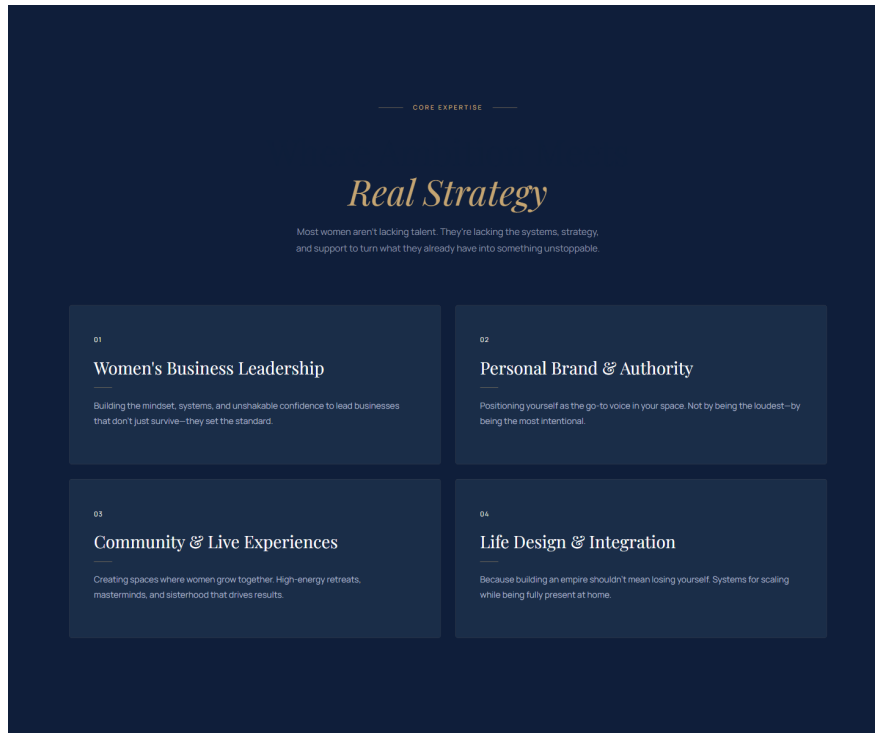 CORE EXPERTISE
Real Strategy
Most women aren't lacking talent. They're lacking the systems, strategy,
and support to turn what they already have into something unstoppable.
01
Women's Business Leadership
Building the mindset, systems, and unshakable confidence to lead businesses
that don't just survive—they set the standard.
02
Personal Brand & Authority
Positioning yourself as the go-to voice in your space. Not by being the loudest—by
being the most intentional.
03
Community & Live Experiences
Creating spaces where women grow together. High-energy retreats,
masterminds, and sisterhood that drives results.
04
Life Design & Integration
Because building an empire shouldn't mean losing yourself. Systems for scaling
while being fully present at home.